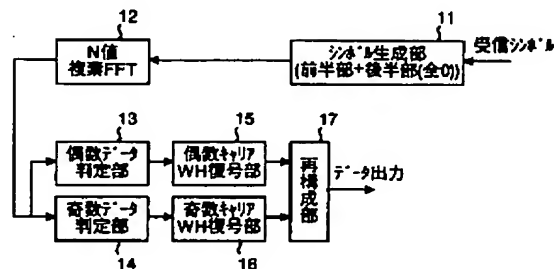 12
N値
複素FFT
11
シンボル生成部
(前半部+後半部(全0))
受信シンボル
13
偶数データ
判定部
15
偶数キャリア
WH復号部
17
再構成部
データ出力
奇数データ
判定部
14
奇数キャリア
WH復号部
16